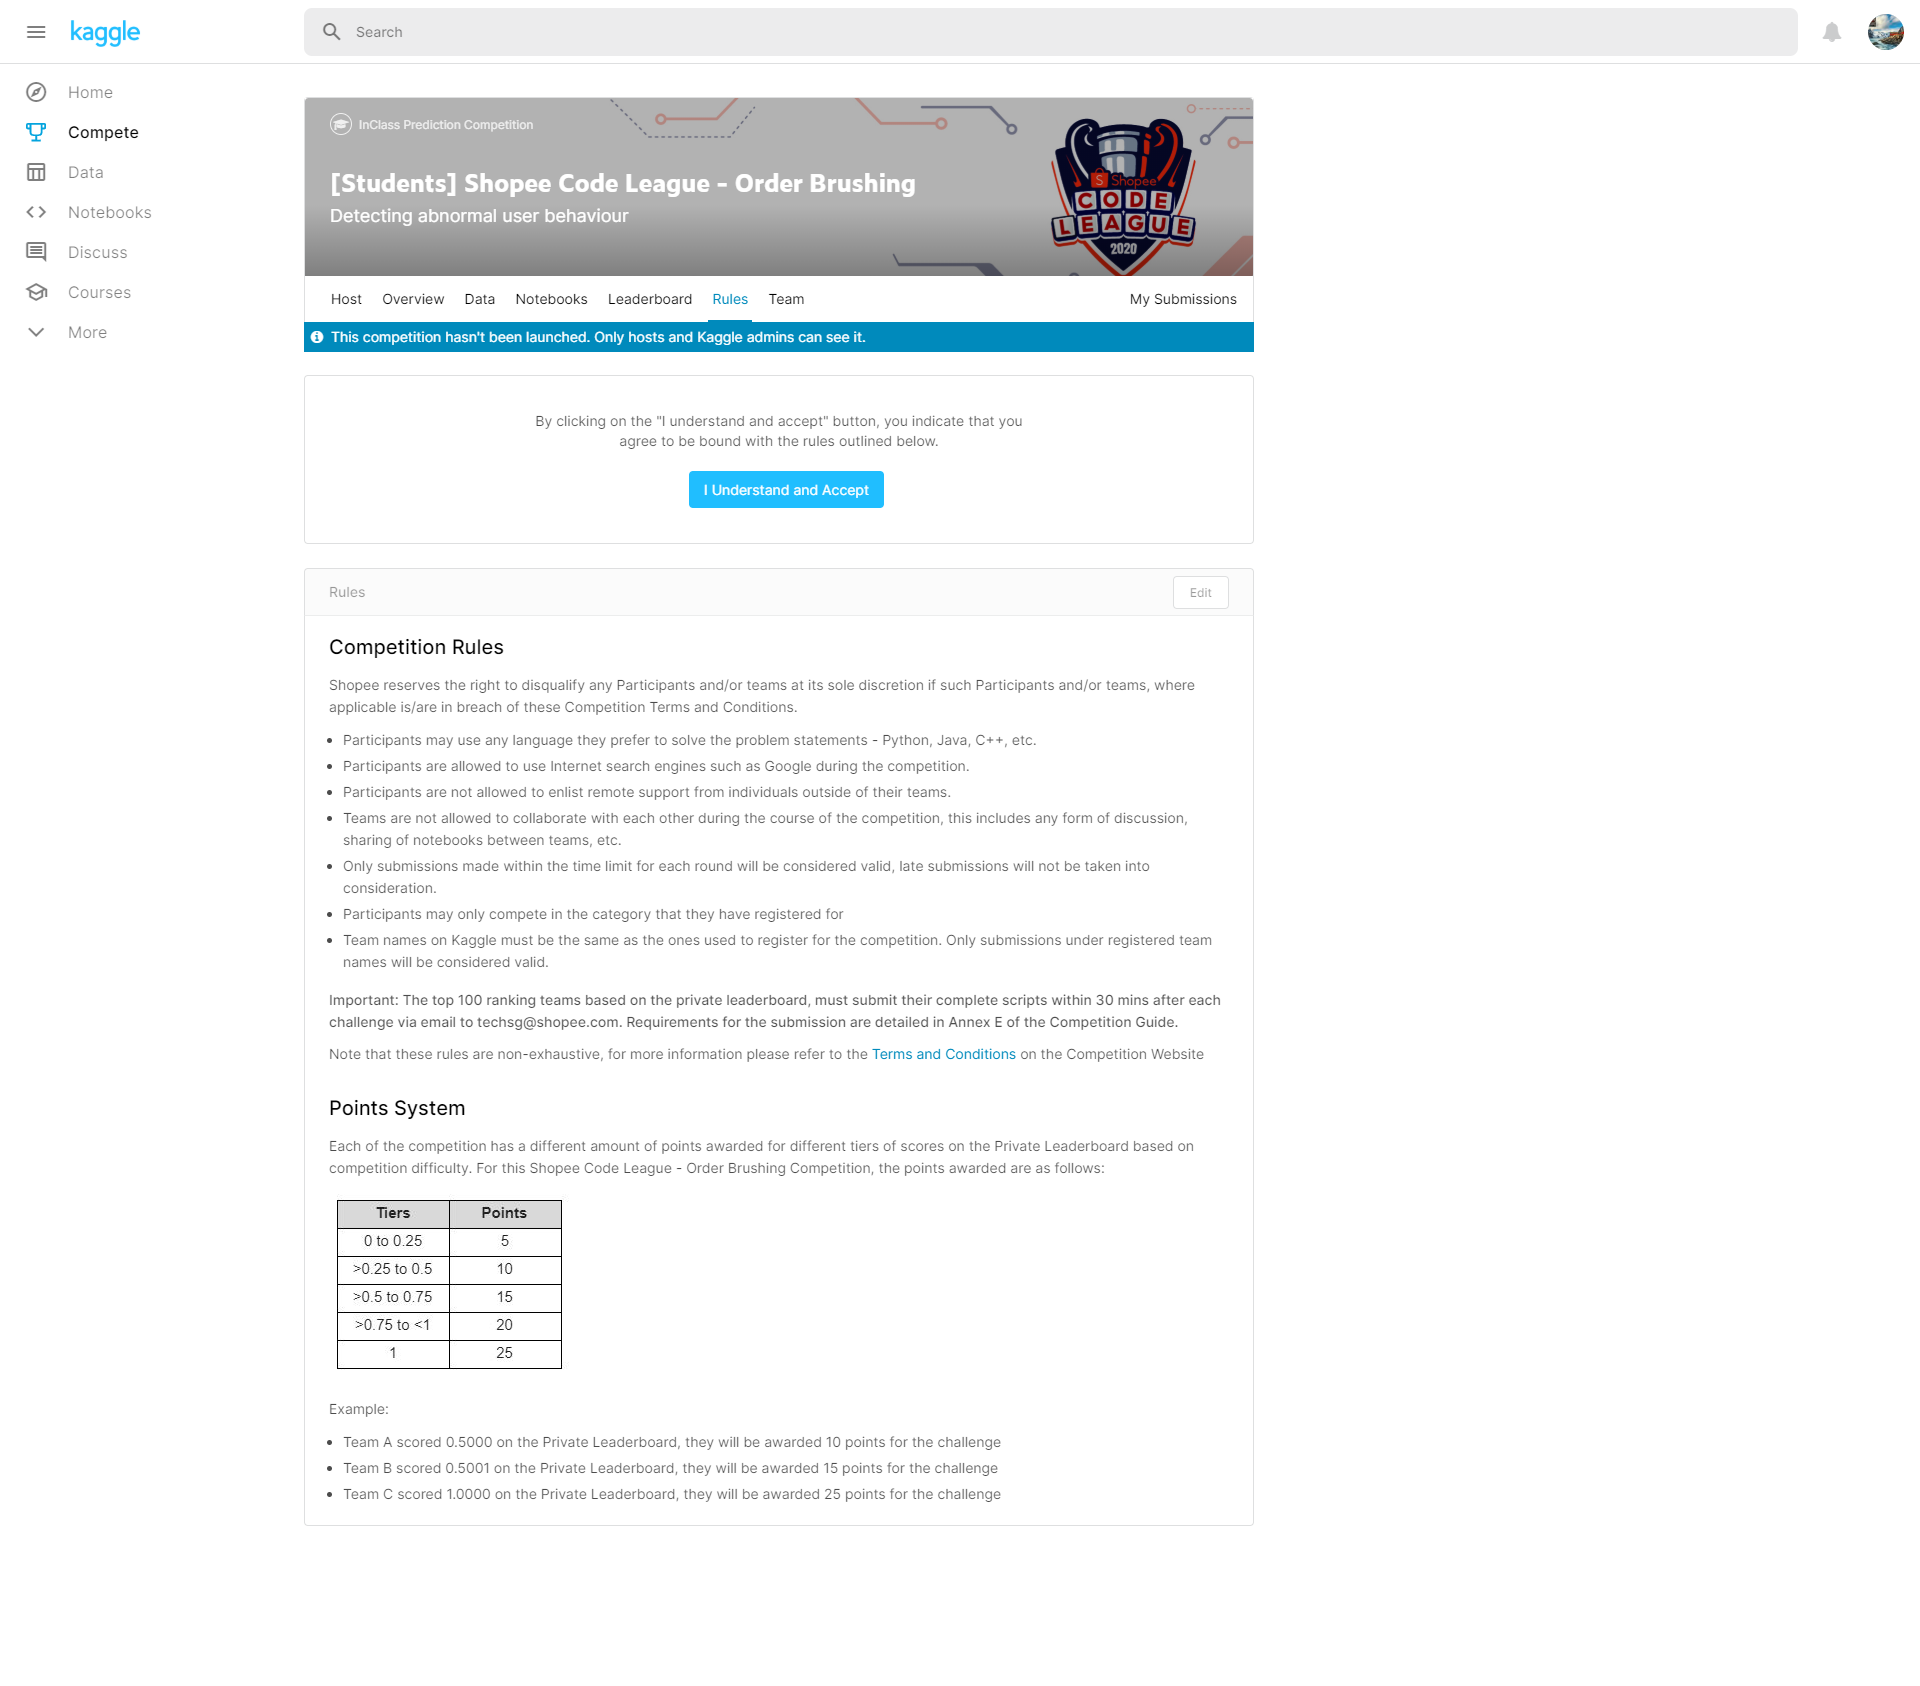 kaggle
Search
Home
Compete
Data
Notebooks
Discuss
Courses
More
InClass Prediction Competition
[Students] Shopee Code League - Order Brushing
Detecting abnormal user behaviour
Shopee
CODE
LEAGUE
2020
Host Overview Data Notebooks Leaderboard Rules Team My Submissions
This competition hasn't been launched. Only hosts and Kaggle admins can see it.
By clicking on the "I understand and accept" button, you indicate that you
agree to be bound with the rules outlined below.
I Understand and Accept
Rules Edit
Competition Rules
Shopee reserves the right to disqualify any Participants and/or teams at its sole discretion if such Participants and/or teams, where
applicable is/are in breach of these Competition Terms and Conditions.
• Participants may use any language they prefer to solve the problem statements - Python, Java, C++, etc.
• Participants are allowed to use Internet search engines such as Google during the competition.
• Participants are not allowed to enlist remote support from individuals outside of their teams.
• Teams are not allowed to collaborate with each other during the course of the competition, this includes any form of discussion,
sharing of notebooks between teams, etc.
• Only submissions made within the time limit for each round will be considered valid, late submissions will not be taken into
consideration.
• Participants may only compete in the category that they have registered for
• Team names on Kaggle must be the same as the ones used to register for the competition. Only submissions under registered team
names will be considered valid.
Important: The top 100 ranking teams based on the private leaderboard, must submit their complete scripts within 30 mins after each
challenge via email to techsg@shopee.com. Requirements for the submission are detailed in Annex E of the Competition Guide.
Note that these rules are non-exhaustive, for more information please refer to the Terms and Conditions on the Competition Website
Points System
Each of the competition has a different amount of points awarded for different tiers of scores on the Private Leaderboard based on
competition difficulty. For this Shopee Code League - Order Brushing Competition, the points awarded are as follows:
Tiers Points
0 to 0.25 5
>0.25 to 0.5 10
>0.5 to 0.75 15
>0.75 to <1 20
1 25
Example:
• Team A scored 0.5000 on the Private Leaderboard, they will be awarded 10 points for the challenge
• Team B scored 0.5001 on the Private Leaderboard, they will be awarded 15 points for the challenge
• Team C scored 1.0000 on the Private Leaderboard, they will be awarded 25 points for the challenge